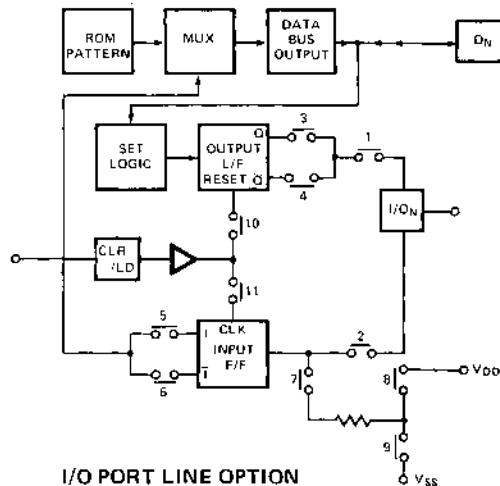 ROM
PATTERN
MUX
DATA
BUS
OUTPUT
DN
SET
LOGIC
OUTPUT
L/F
RESET
Q
Q̅
3
4
1
I/ON
10
CLR
/LD
11
CLK
INPUT
F/F
I
I̅
5
6
2
7
8
VDD
9
VSS
I/O PORT LINE OPTION